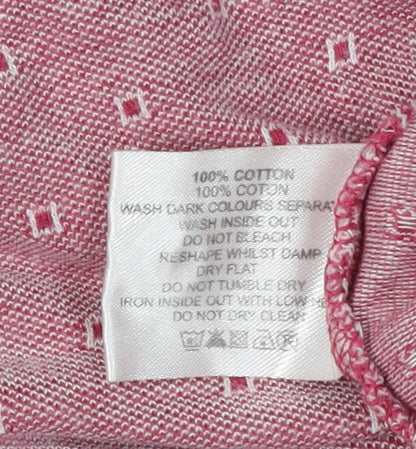 100% COTTON
100% COTON
WASH DARK COLOURS SEPARAT
WASH INSIDE OUT
DO NOT BLEACH
RESHAPE WHILST DAMP
DRY FLAT
DO NOT TUMBLE DRY
IRON INSIDE OUT WITH LOW
DO NOT DRY CLEAN